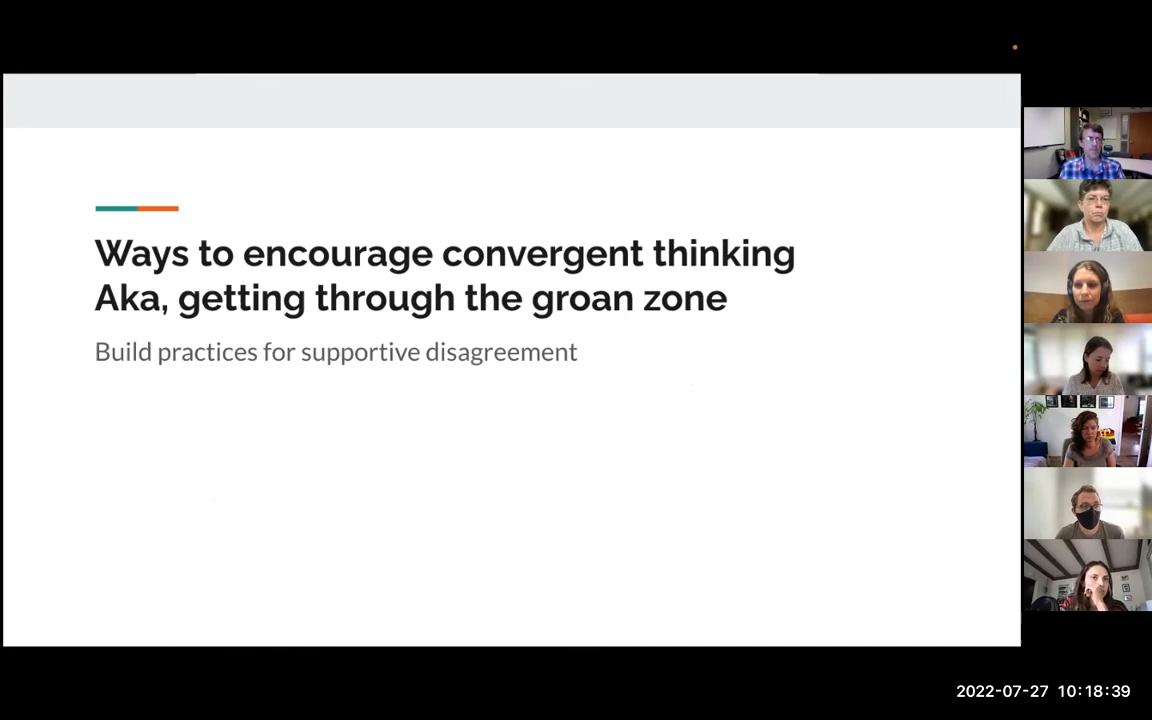 Ways to encourage convergent thinking
Aka, getting through the groan zone
Build practices for supportive disagreement
2022-07-27 10:18:39